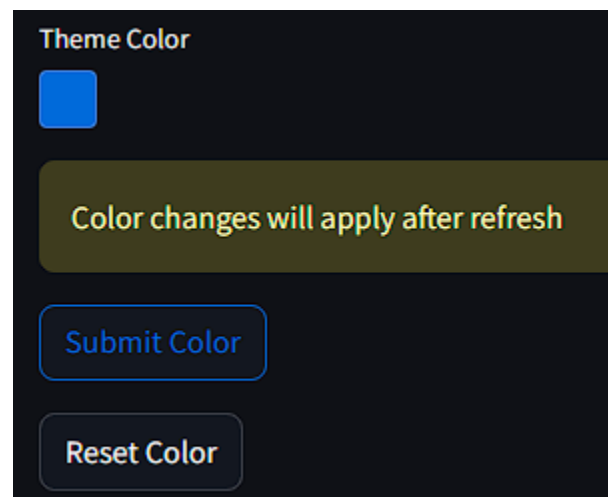 Theme Color
Color changes will apply after refresh
Submit Color
Reset Color